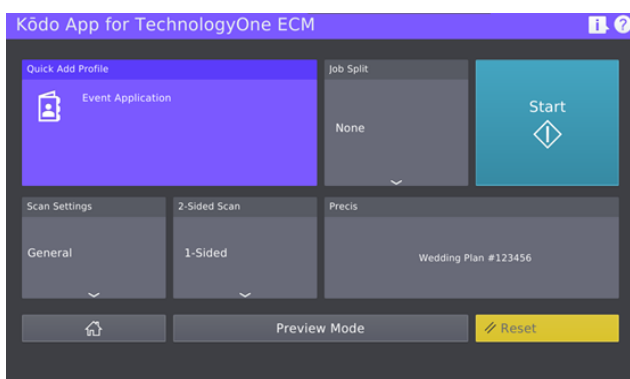 Kōdo App for TechnologyOne ECM
Quick Add Profile
Event Application
Job Split
None
Start
Scan Settings
General
2-Sided Scan
1-Sided
Precis
Wedding Plan #123456
Preview Mode
Reset